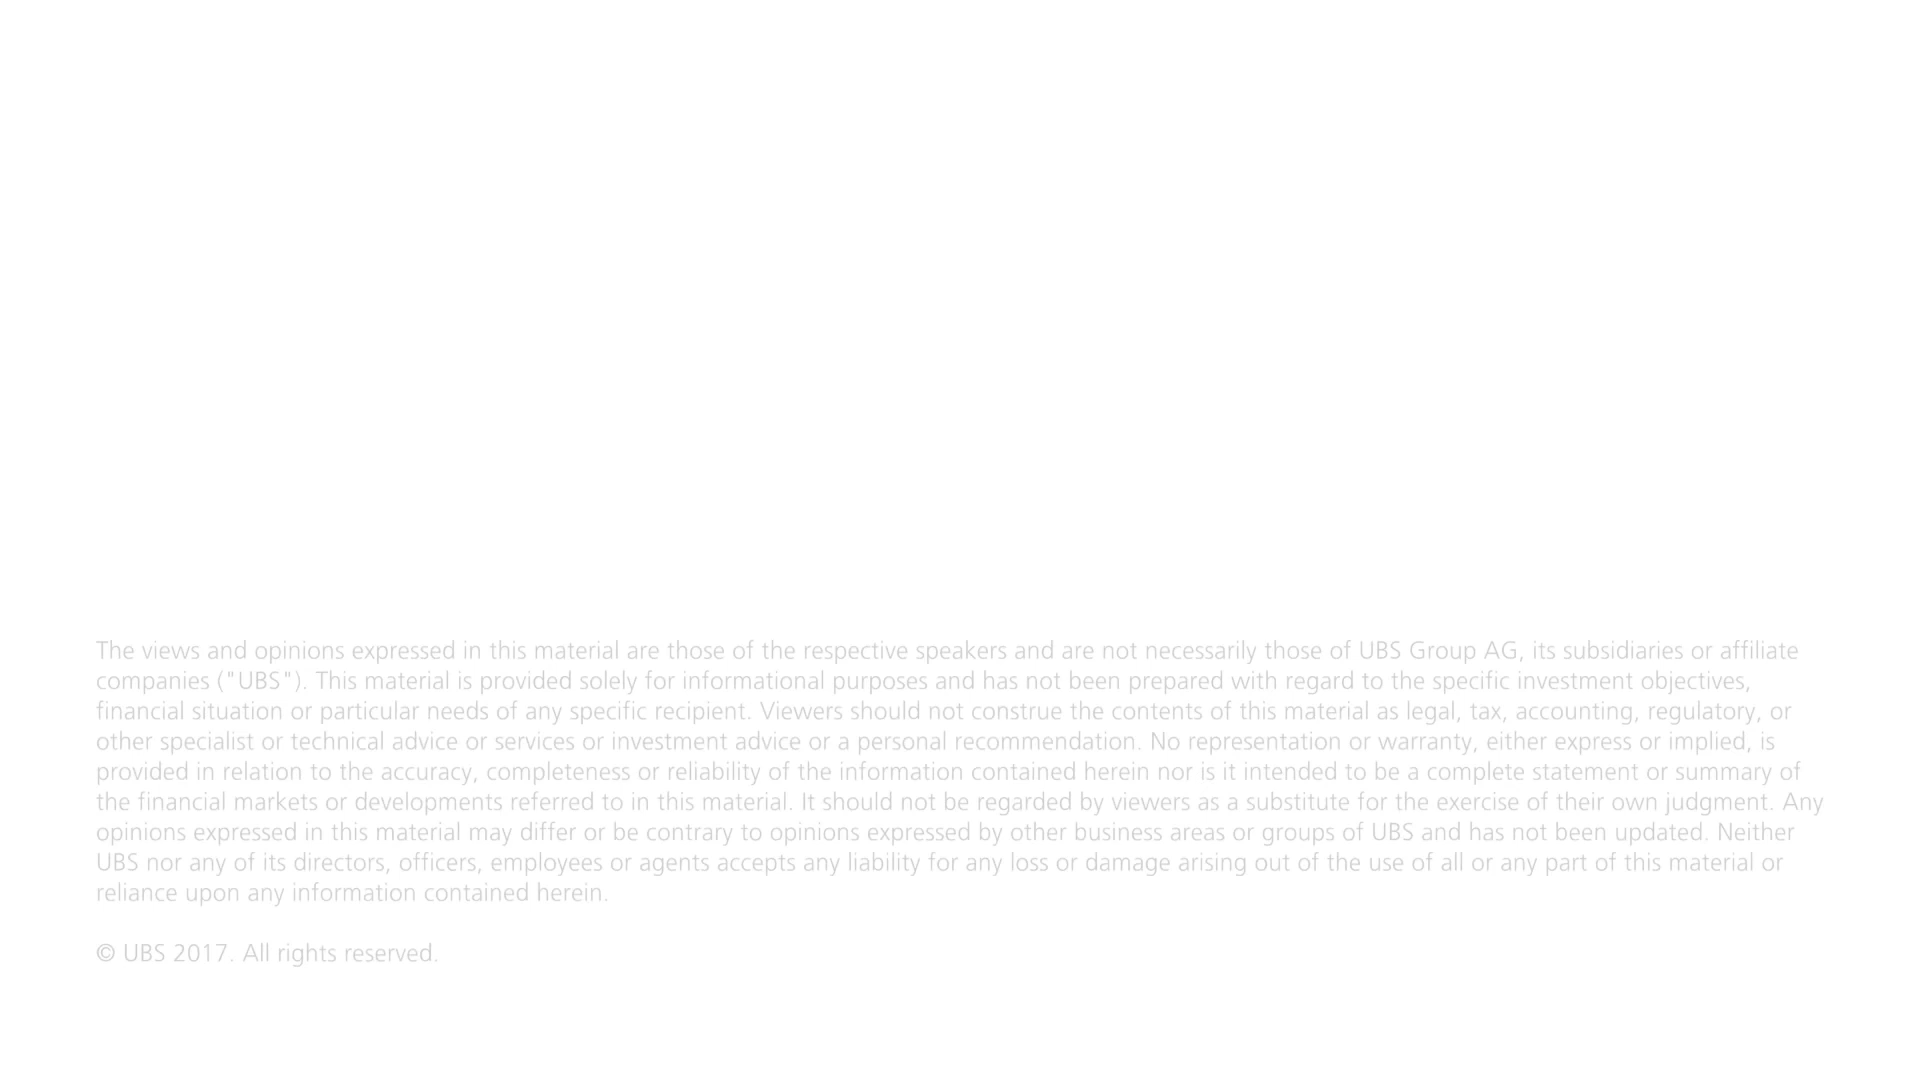 The views and opinions expressed in this material are those of the respective speakers and are not necessarily those of UBS Group AG, its subsidiaries or affiliate
companies ("UBS"). This material is provided solely for informational purposes and has not been prepared with regard to the specific investment objectives,
financial situation or particular needs of any specific recipient. Viewers should not construe the contents of this material as legal, tax, accounting, regulatory, or
other specialist or technical advice or services or investment advice or a personal recommendation. No representation or warranty, either express or implied, is
provided in relation to the accuracy, completeness or reliability of the information contained herein nor is it intended to be a complete statement or summary of
the financial markets or developments referred to in this material. It should not be regarded by viewers as a substitute for the exercise of their own judgment. Any
opinions expressed in this material may differ or be contrary to opinions expressed by other business areas or groups of UBS and has not been updated. Neither
UBS nor any of its directors, officers, employees or agents accepts any liability for any loss or damage arising out of the use of all or any part of this material or
reliance upon any information contained herein.
© UBS 2017. All rights reserved.